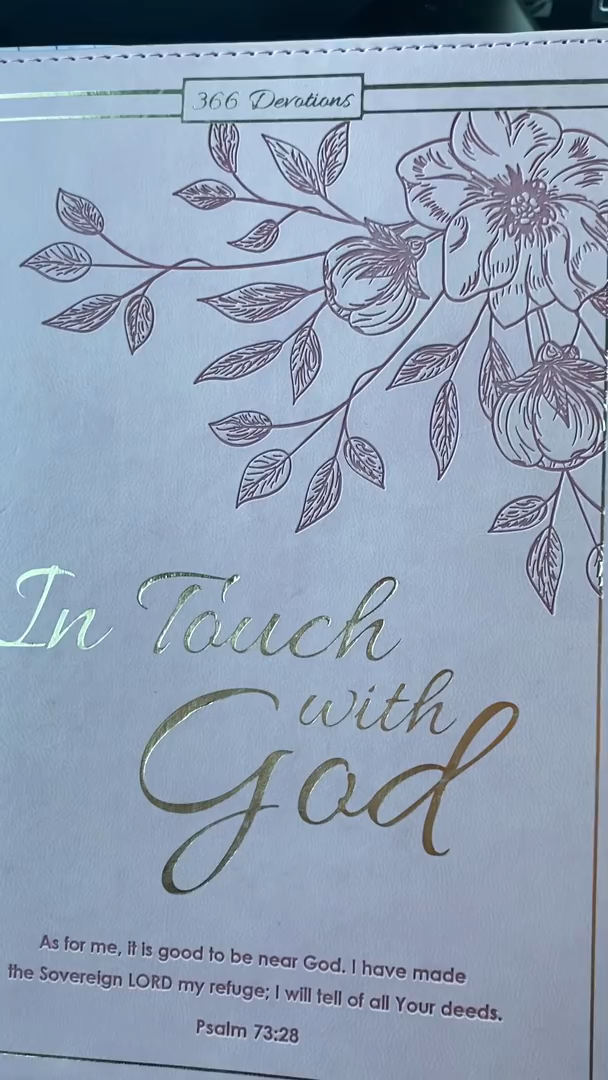 366 Devotions
In Touch
with
God
As for me, it is good to be near God. I have made
the Sovereign LORD my refuge; I will tell of all Your deeds.
Psalm 73:28